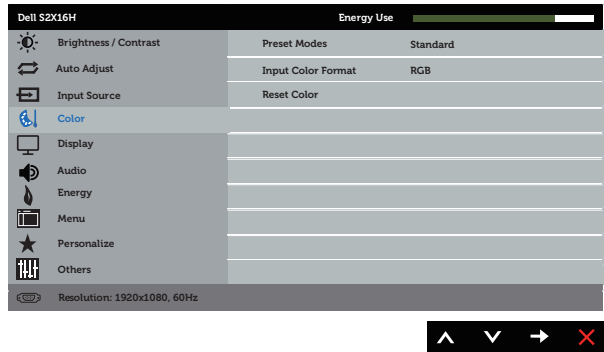 Dell S2X16H Energy Use
Brightness / Contrast Preset Modes Standard
Auto Adjust Input Color Format RGB
Input Source Reset Color
Color
Display
Audio
Energy
Menu
Personalize
Others
Resolution: 1920x1080, 60Hz